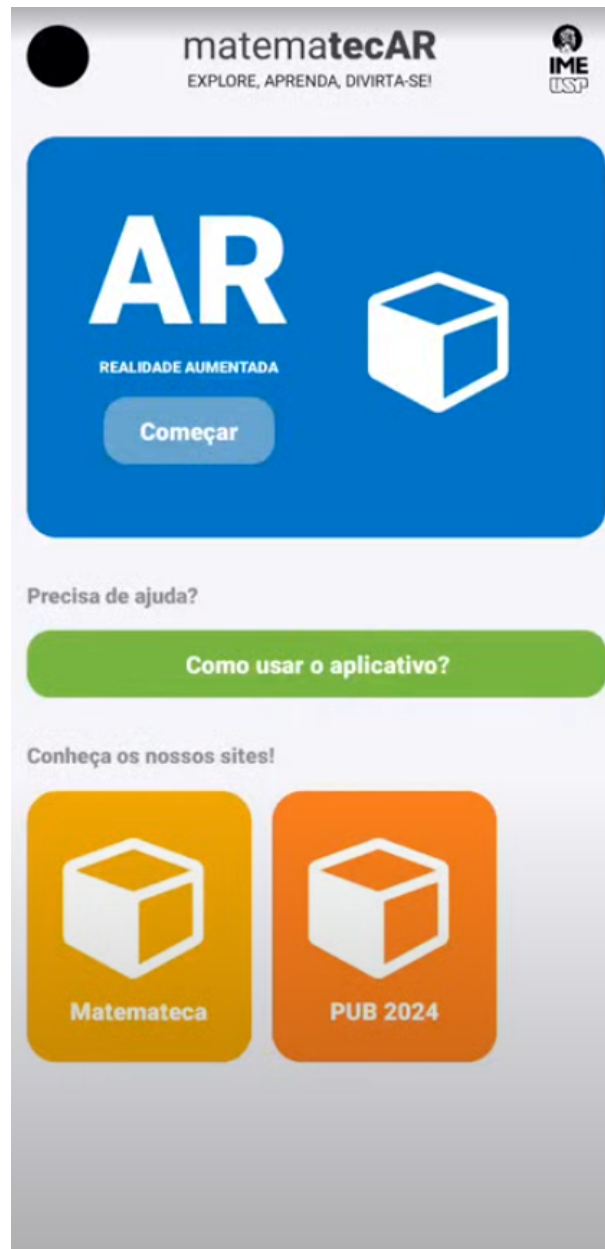 matematecAR
EXPLORE, APRENDA, DIVIRTA-SE!
IME
USP
AR
REALIDADE AUMENTADA
Começar
Precisa de ajuda?
Como usar o aplicativo?
Conheça os nossos sites!
Matemateca
PUB 2024